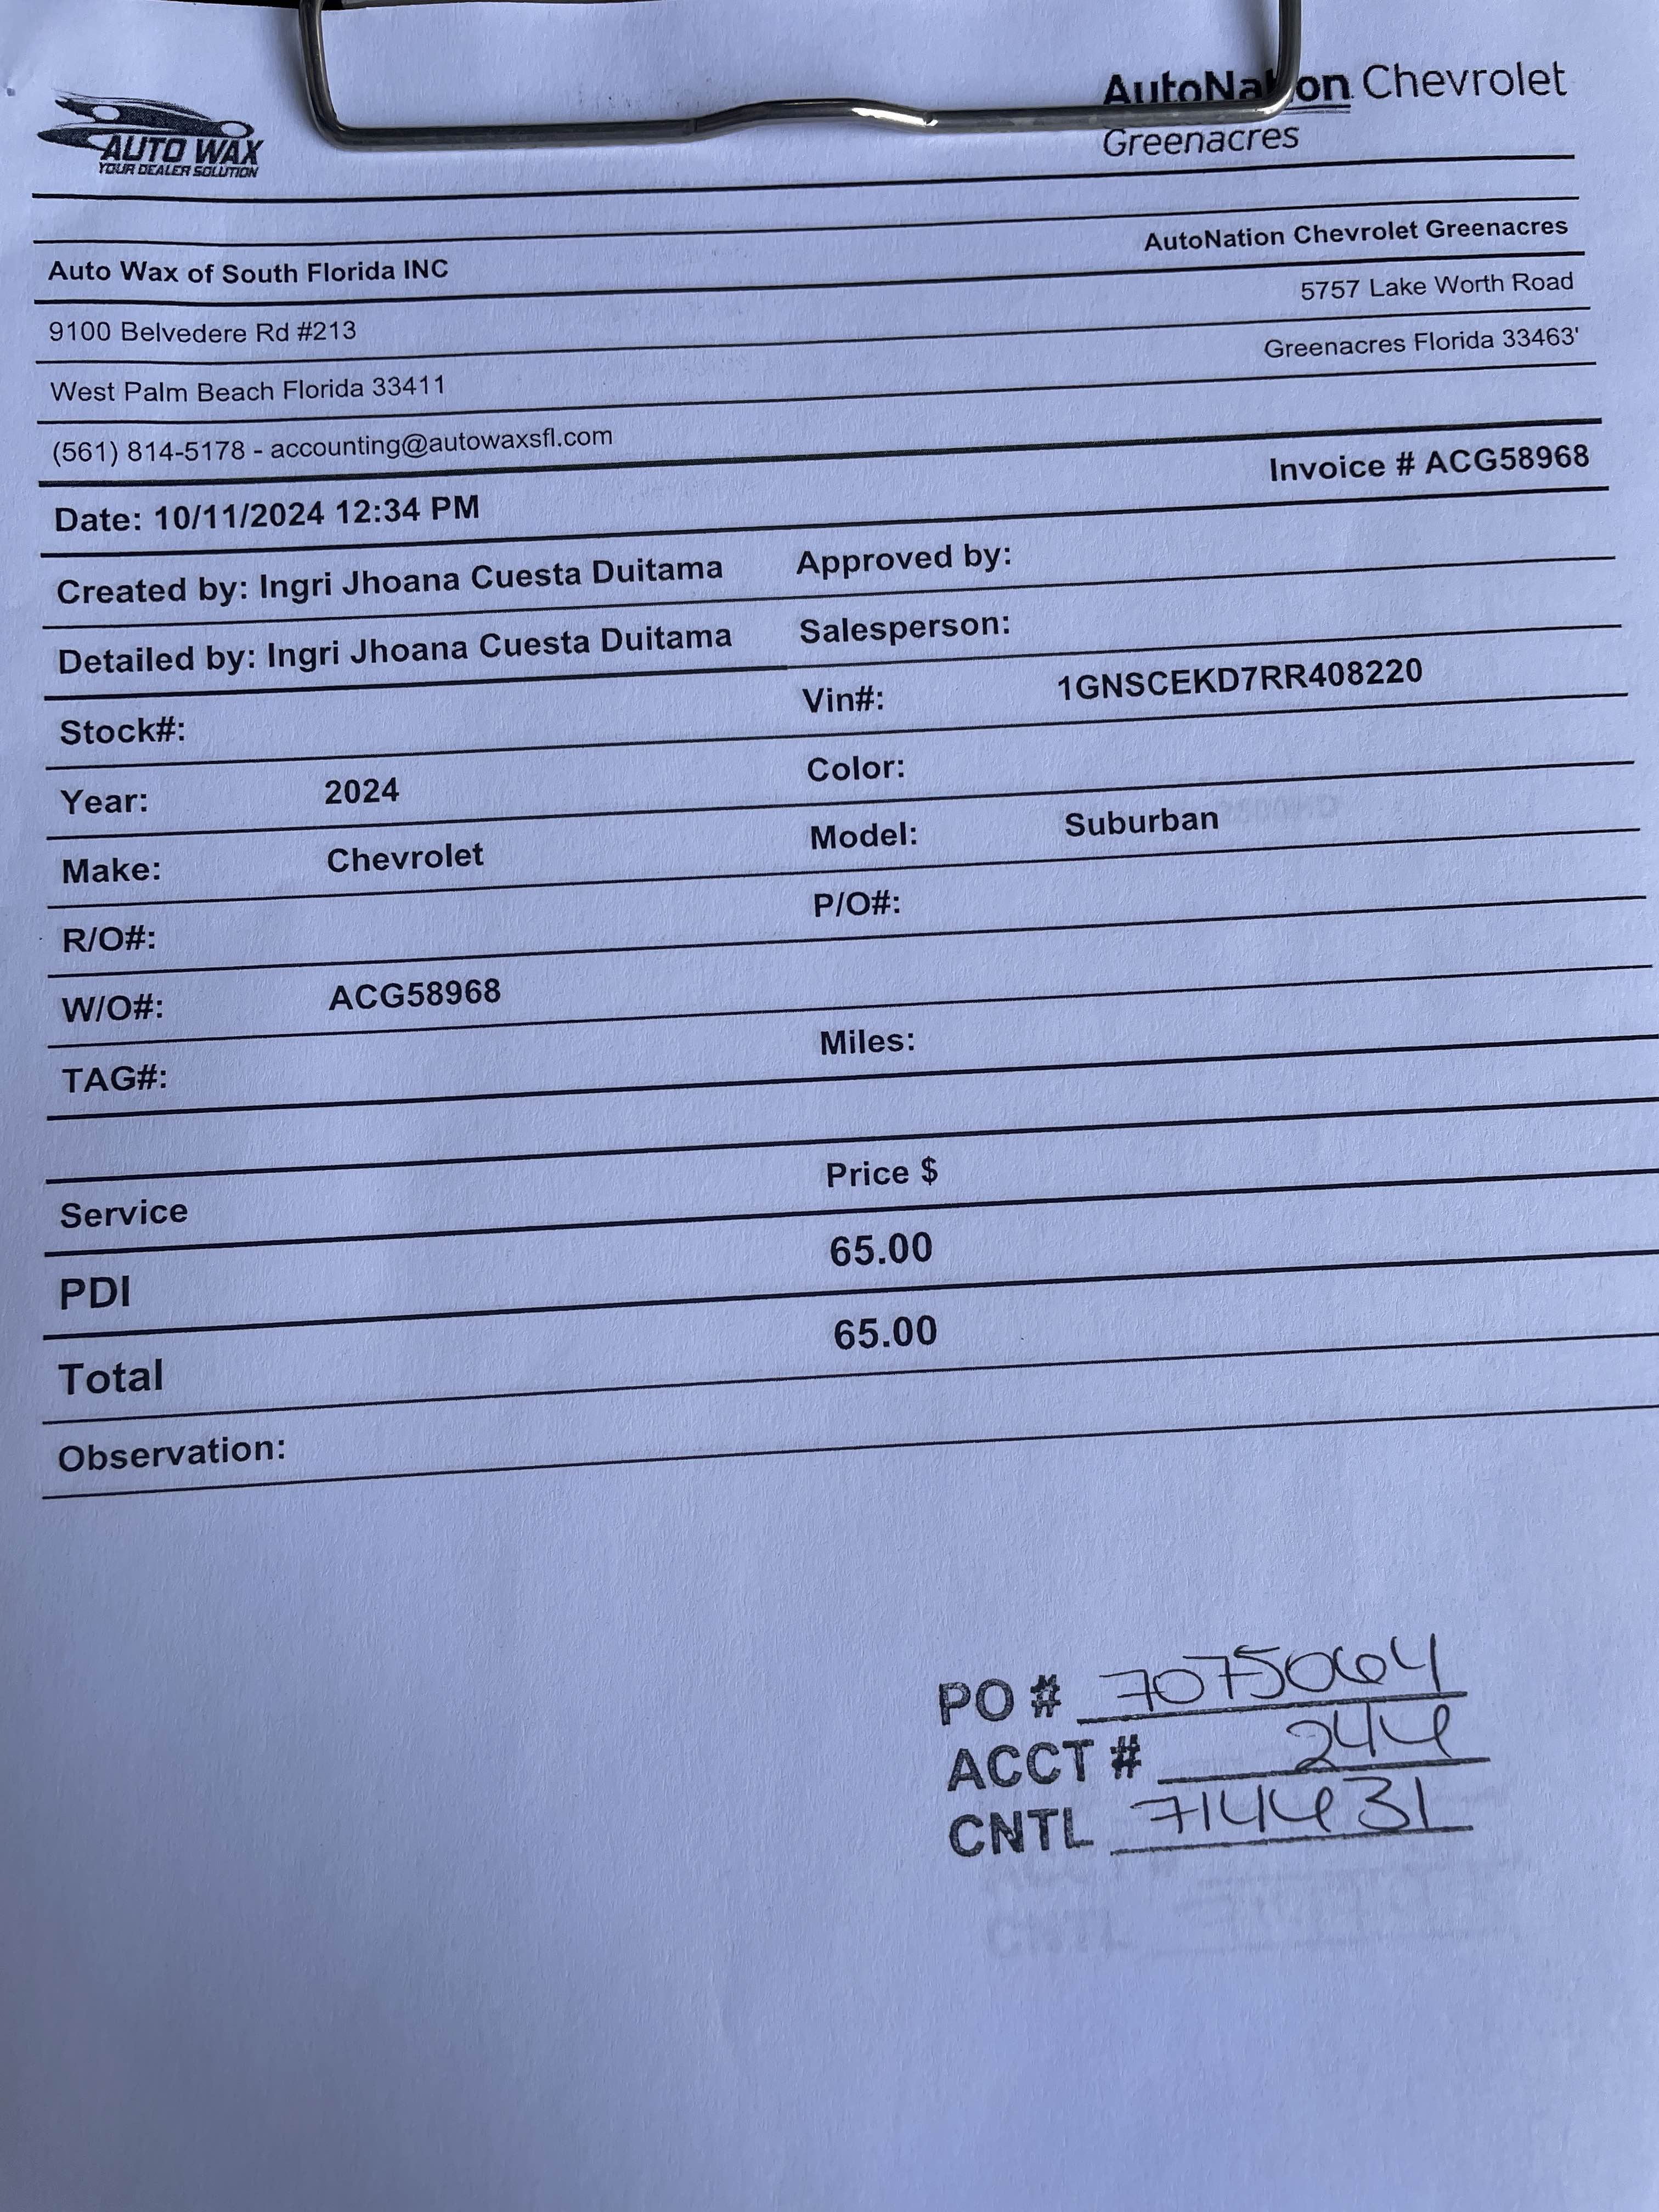 AUTO WAX
YOUR DEALER SOLUTION
AutoNation Chevrolet
Greenacres
Auto Wax of South Florida INC
AutoNation Chevrolet Greenacres
9100 Belvedere Rd #213
5757 Lake Worth Road
West Palm Beach Florida 33411
Greenacres Florida 33463'
(561) 814-5178 - accounting@autowaxsfl.com
Date: 10/11/2024 12:34 PM
Invoice # ACG58968
Created by: Ingri Jhoana Cuesta Duitama
Approved by:
Detailed by: Ingri Jhoana Cuesta Duitama
Salesperson:
Stock#:
Vin#: 1GNSCEKD7RR408220
Year: 2024
Color:
Make: Chevrolet
Model: Suburban
R/O#:
P/O#:
W/O#: ACG58968
TAG#:
Miles:
Service Price $
PDI 65.00
Total 65.00
Observation:
PO # 7075064
ACCT # 244
CNTL 714431